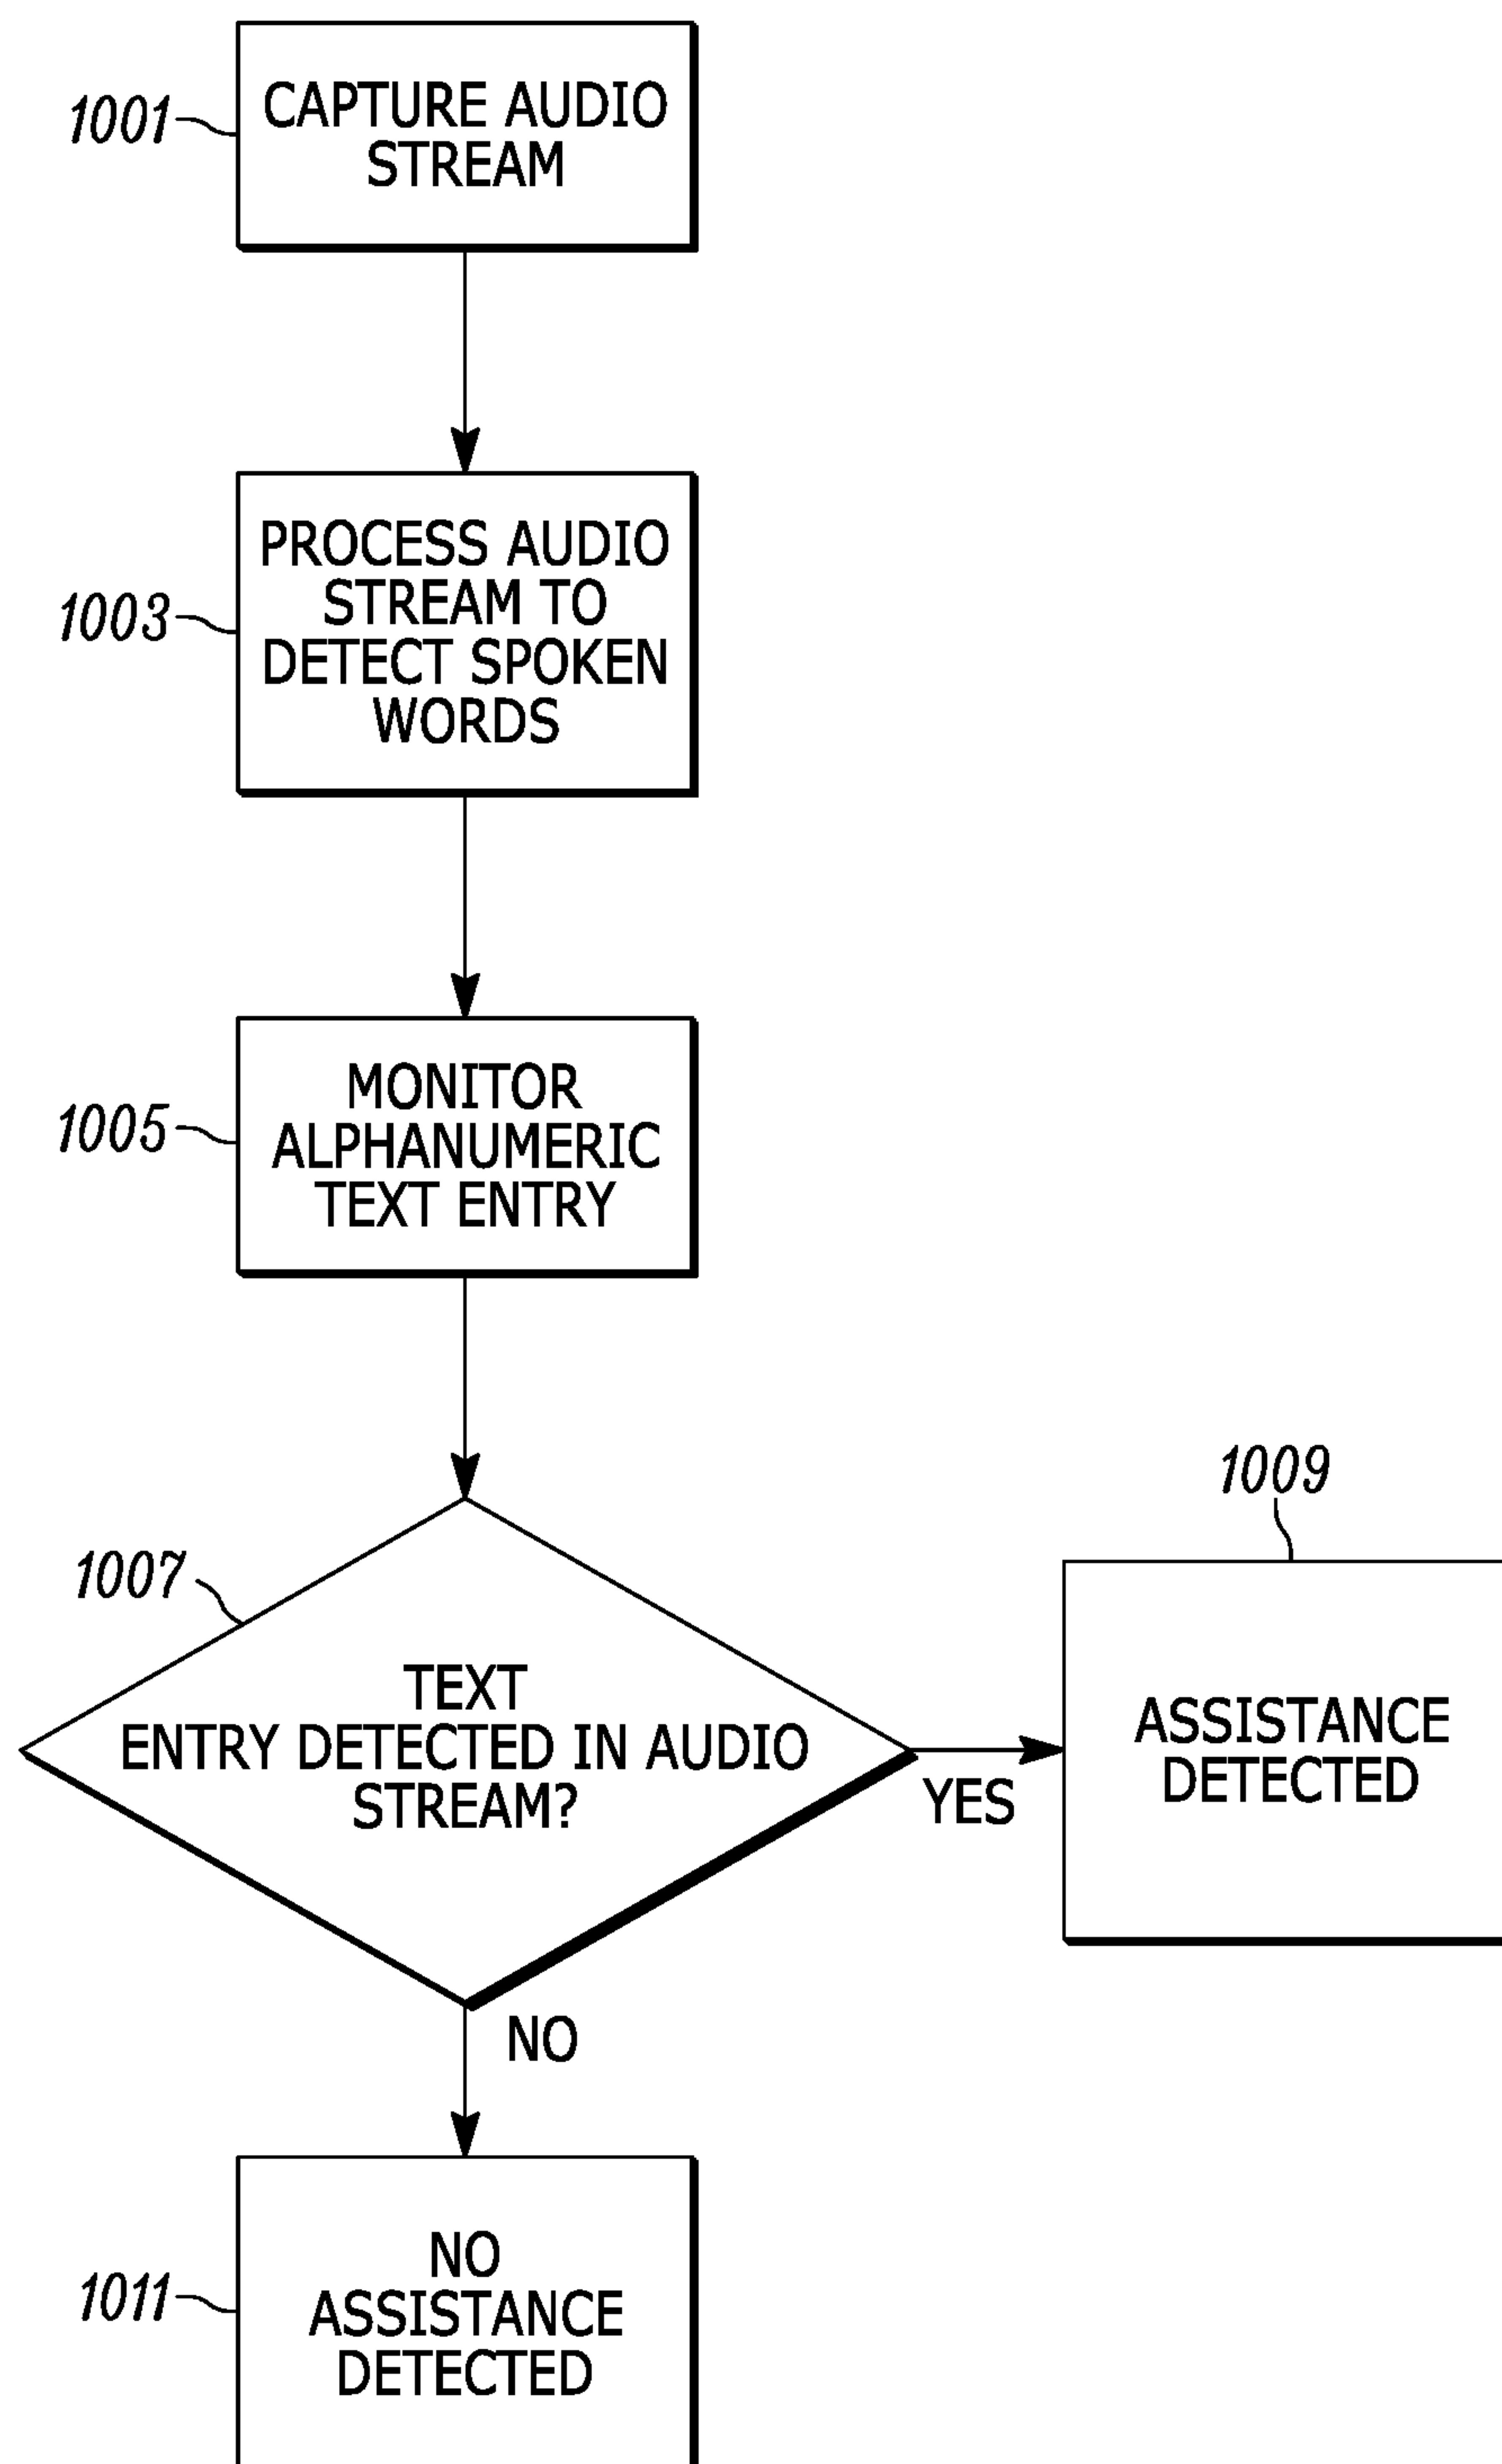 1001
CAPTURE AUDIO
STREAM
1003
PROCESS AUDIO
STREAM TO
DETECT SPOKEN
WORDS
1005
MONITOR
ALPHANUMERIC
TEXT ENTRY
1007
TEXT
ENTRY DETECTED IN AUDIO
STREAM?
YES
1009
ASSISTANCE
DETECTED
NO
1011
NO
ASSISTANCE
DETECTED